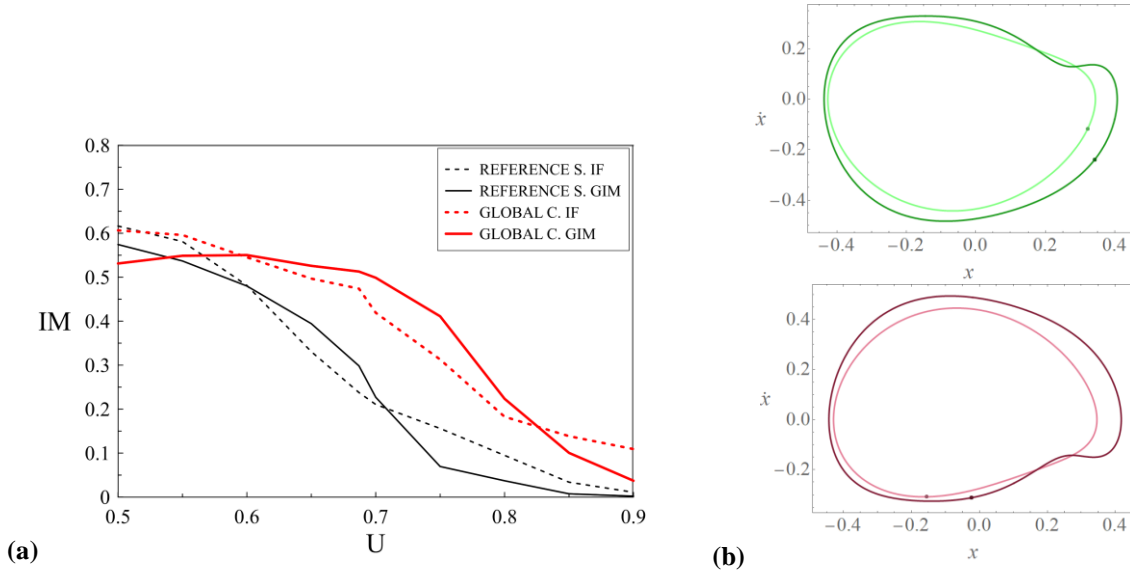 0.8
0.7
0.6
0.5
0.4
0.3
0.2
0.1
0
IM
REFERENCE S. IF
REFERENCE S. GIM
GLOBAL C. IF
GLOBAL C. GIM
0.5 0.6 0.7 0.8 0.9
U
(a)
0.2
0.0
−0.2
−0.4
ẋ
−0.4 −0.2 0.0 0.2 0.4
x
0.4
0.2
0.0
−0.2
ẋ
−0.4 −0.2 0.0 0.2 0.4
x
(b)